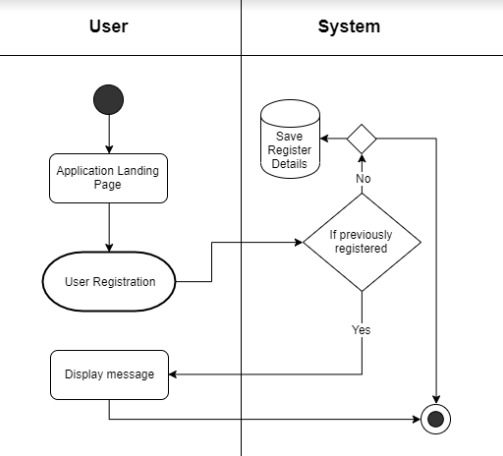 User
System
Save
Register
Details
Application Landing
Page
No
If previously
registered
User Registration
Yes
Display message